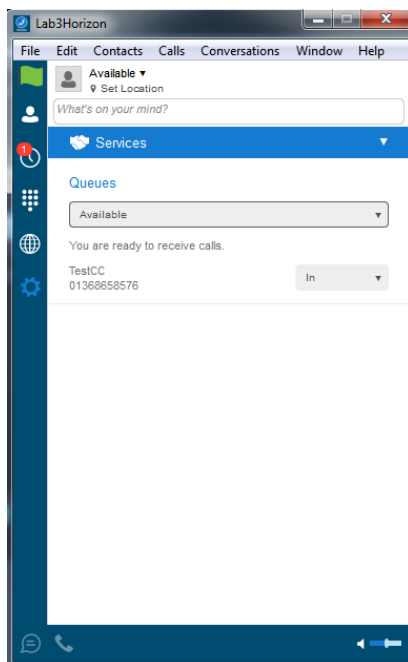 Lab3Horizon
File Edit Contacts Calls Conversations Window Help
Available
Set Location
What's on your mind?
1
Services
Queues
Available
You are ready to receive calls.
TestCC
In
01368658576